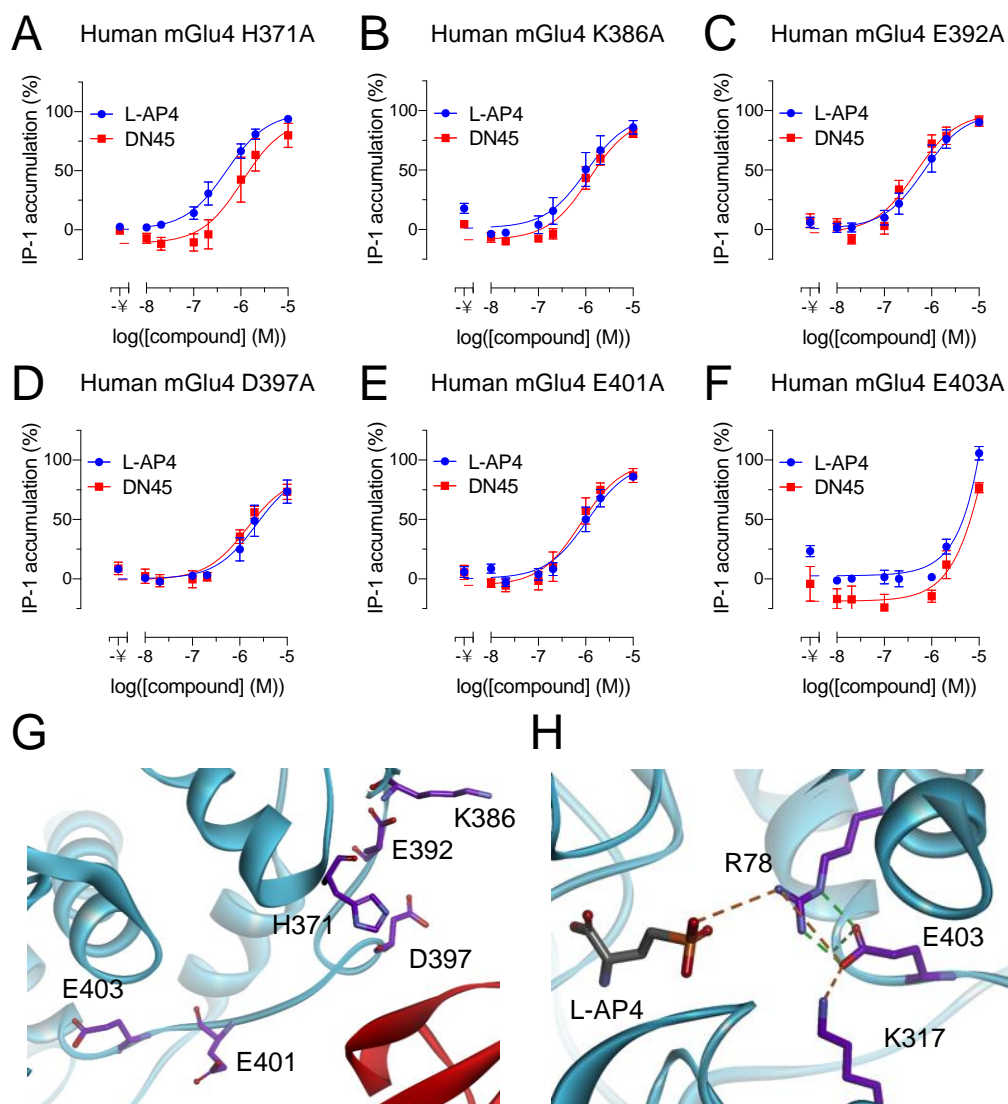 A Human mGlu4 H371A
IP-1 accumulation (%)
100
50
0
L-AP4
DN45
-¥ -8 -7 -6 -5
log([compound] (M))
B Human mGlu4 K386A
IP-1 accumulation (%)
100
50
0
L-AP4
DN45
-¥ -8 -7 -6 -5
log([compound] (M))
C Human mGlu4 E392A
IP-1 accumulation (%)
100
50
0
L-AP4
DN45
-¥ -8 -7 -6 -5
log([compound] (M))
D Human mGlu4 D397A
IP-1 accumulation (%)
100
50
0
L-AP4
DN45
-¥ -8 -7 -6 -5
log([compound] (M))
E Human mGlu4 E401A
IP-1 accumulation (%)
100
50
0
L-AP4
DN45
-¥ -8 -7 -6 -5
log([compound] (M))
F Human mGlu4 E403A
IP-1 accumulation (%)
100
50
0
L-AP4
DN45
-¥ -8 -7 -6 -5
log([compound] (M))
G
K386
E392
H371
D397
E403
E401
H
R78
E403
L-AP4
K317